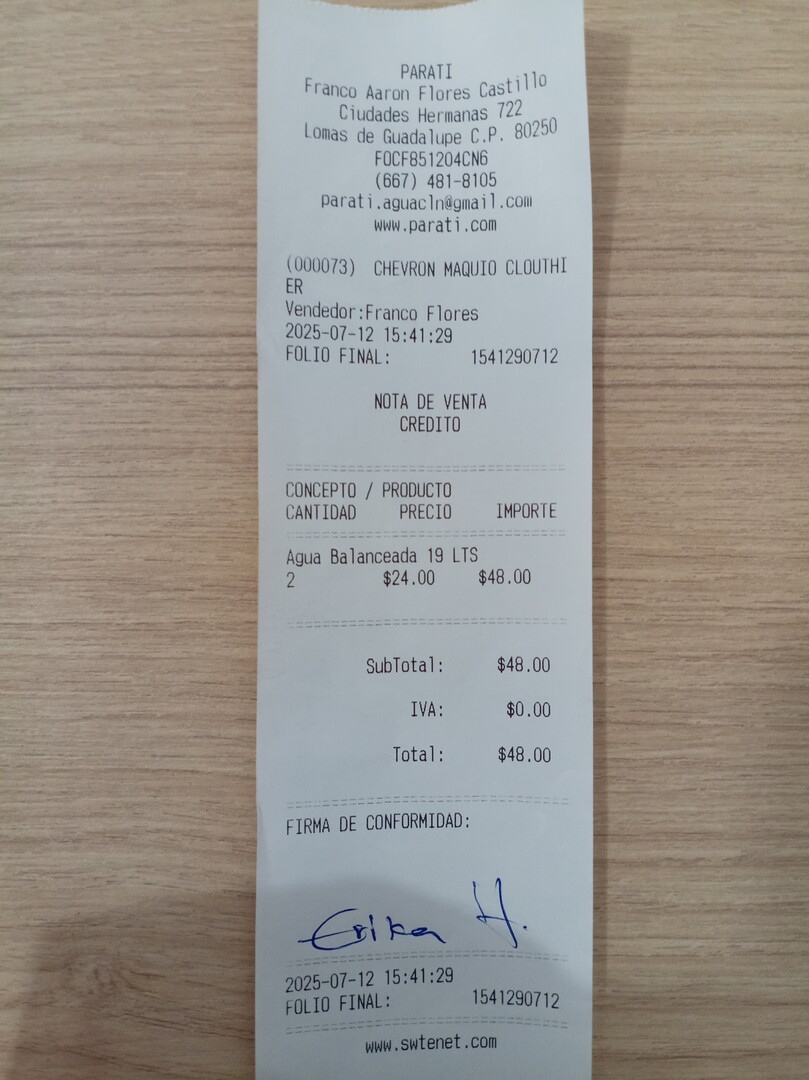 PARATI
Franco Aaron Flores Castillo
Ciudades Hermanas 722
Lomas de Guadalupe C.P. 80250
FOCF851204CN6
(667) 481-8105
parati.aguacln@gmail.com
www.parati.com
(000073) CHEVRON MAQUIO CLOUTHI
ER
Vendedor:Franco Flores
2025-07-12 15:41:29
FOLIO FINAL: 1541290712
NOTA DE VENTA
CREDITO
CONCEPTO / PRODUCTO
CANTIDAD PRECIO IMPORTE
Agua Balanceada 19 LTS
2 $24.00 $48.00
SubTotal: $48.00
IVA: $0.00
Total: $48.00
FIRMA DE CONFORMIDAD:
Erika H.
2025-07-12 15:41:29
FOLIO FINAL: 1541290712
www.swtenet.com